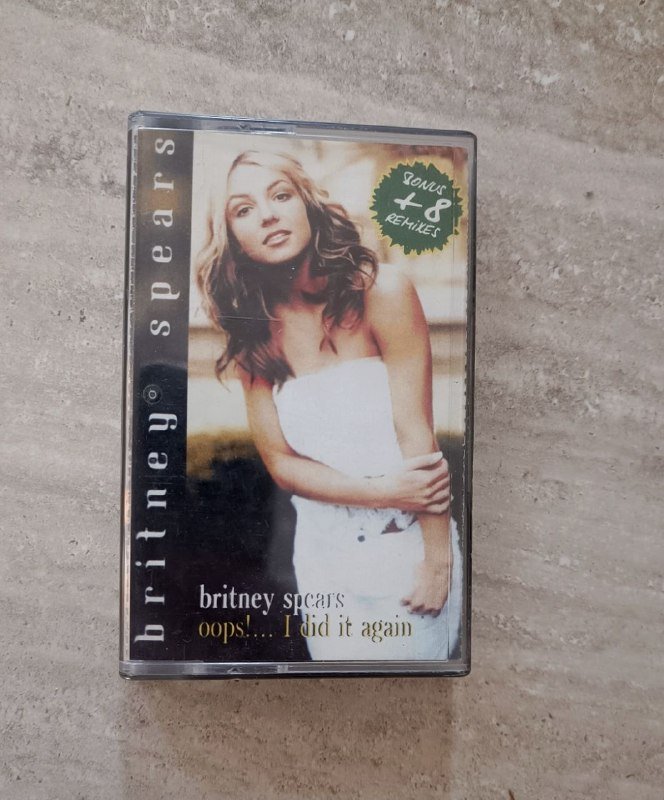 britney spears
BONUS
+8
REMIXES
britney spears
oops!... I did it again